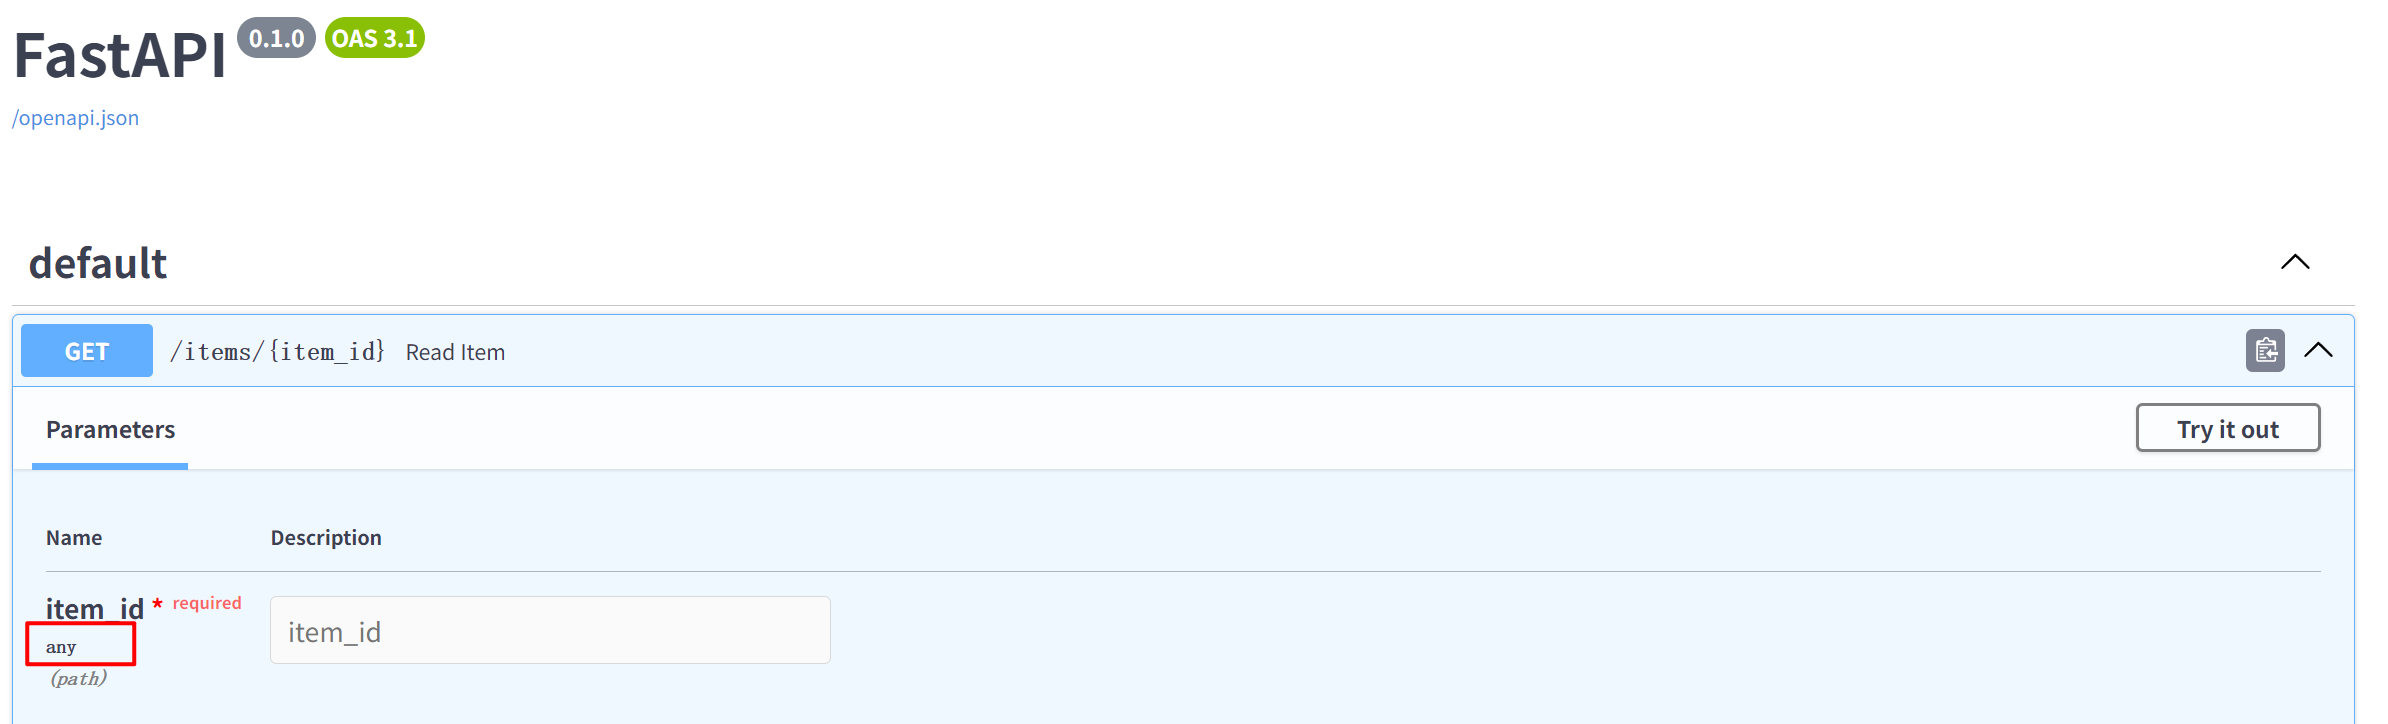 FastAPI 0.1.0 OAS 3.1
/openapi.json
default
GET /items/{item_id} Read Item
Parameters
Try it out
Name Description
item_id * required
any
(path)
item_id